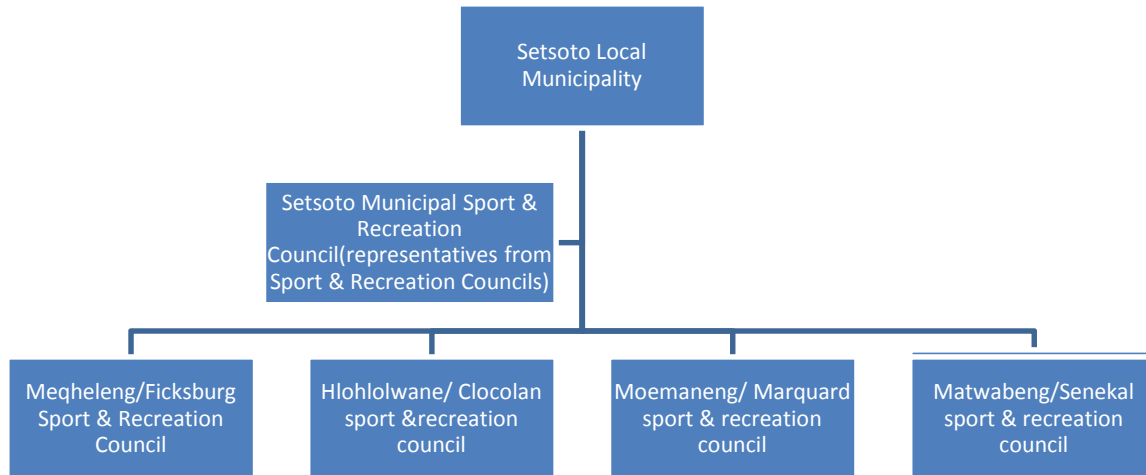 Setsoto Local
Municipality
Setsoto Municipal Sport &
Recreation
Council(representatives from
Sport & Recreation Councils)
Meqheleng/Ficksburg
Sport & Recreation
Council
Hlohlolwane/ Clocolan
sport &recreation
council
Moemaneng/ Marquard
sport & recreation
council
Matwabeng/Senekal
sport & recreation
council